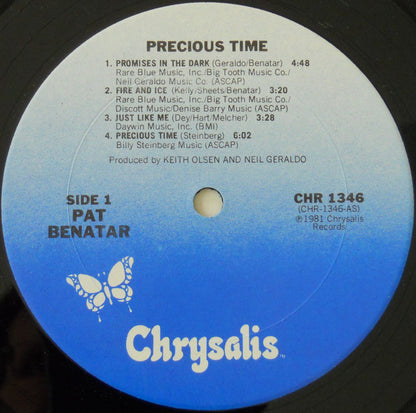 PRECIOUS TIME
1. PROMISES IN THE DARK (Geraldo/Benatar) 4:48
Rare Blue Music, Inc./Big Tooth Music Co./
Neil Geraldo Music Co. (ASCAP)
2. FIRE AND ICE (Kelly/Sheets/Benatar) 3:20
Rare Blue Music, Inc./Big Tooth Music Co./
Discott Music/Denise Barry Music (ASCAP)
3. JUST LIKE ME (Dey/Hart/Melcher) 3:28
Daywin Music, Inc. (BMI)
4. PRECIOUS TIME (Steinberg) 6:02
Billy Steinberg Music (ASCAP)
Produced by KEITH OLSEN AND NEIL GERALDO
SIDE 1
PAT
BENATAR
CHR 1346
(CHR-1346-AS)
℗1981 Chrysalis
Records
Chrysalis™